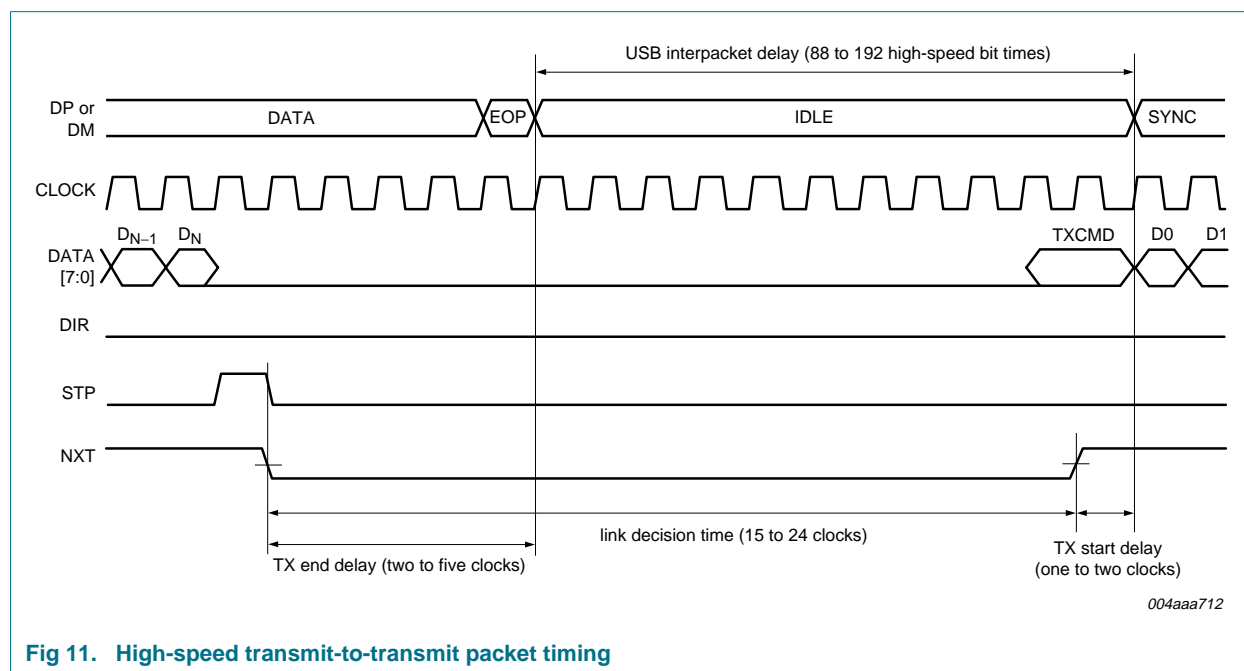 USB interpacket delay (88 to 192 high-speed bit times)
DP or
DM
DATA
EOP
IDLE
SYNC
CLOCK
DATA
[7:0]
DN−1
DN
TXCMD
D0
D1
DIR
STP
NXT
link decision time (15 to 24 clocks)
TX end delay (two to five clocks)
TX start delay
(one to two clocks)
004aaa712
Fig 11. High-speed transmit-to-transmit packet timing